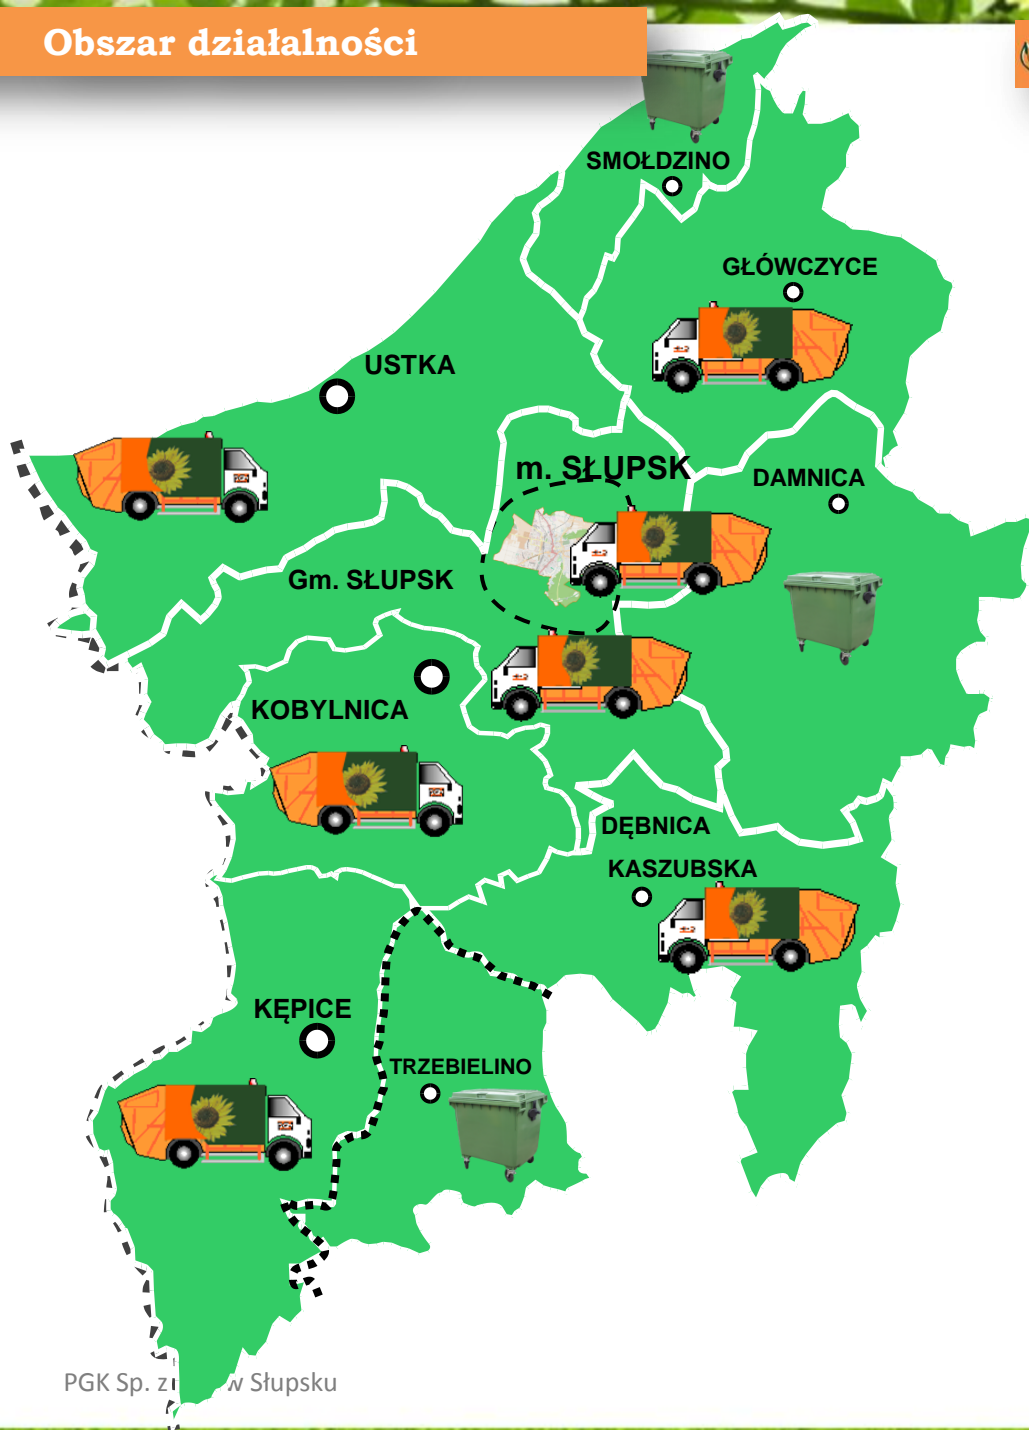 Obszar działalności
SMOŁDZINO
GŁÓWCZYCE
USTKA
m. SŁUPSK
DAMNICA
Gm. SŁUPSK
KOBYLNICA
DĘBNICA
KASZUBSKA
KĘPICE
TRZEBIELINO
PGK Sp. z w Słupsku